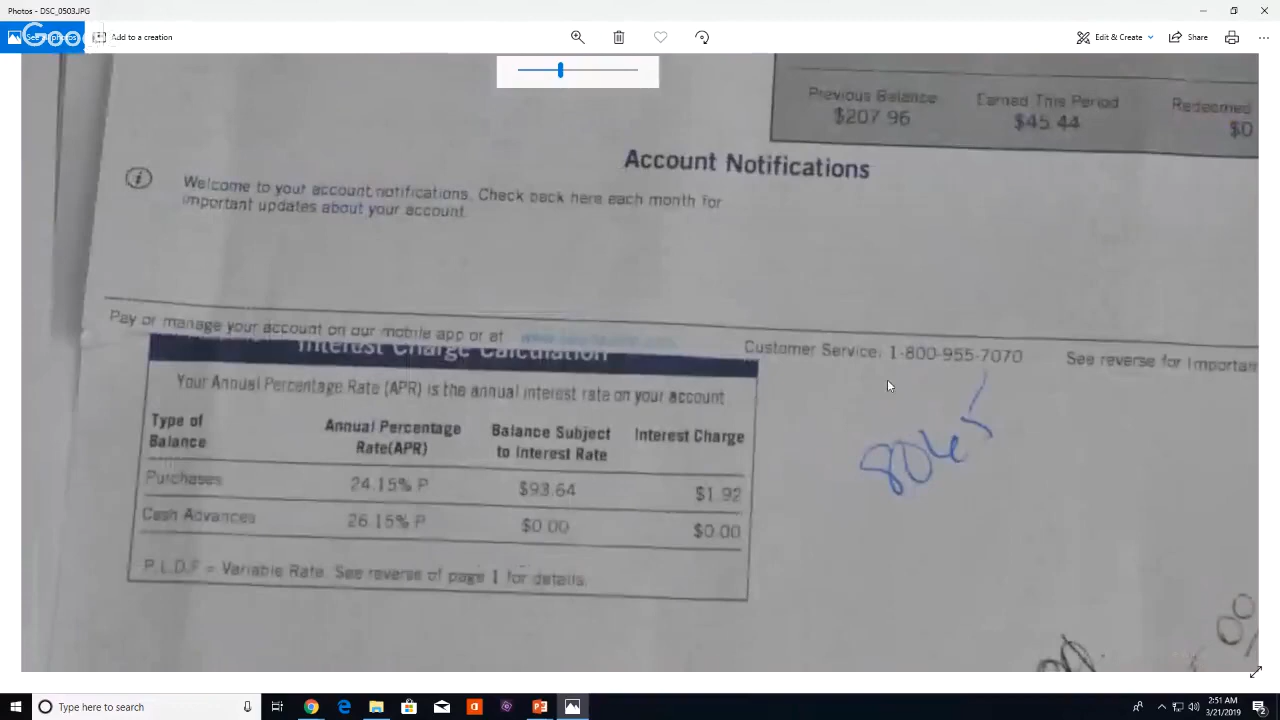 Photos - DSC_0503.JPG
See all photos
Add to a creation
Edit & Create
Share
Previous Balance
$207.96
Earned This Period
$45.44
Redeemed
$0
Account Notifications
Welcome to your account notifications. Check back here each month for
important updates about your account.
Pay or manage your account on our mobile app or at
Customer Service: 1-800-955-7070
See reverse for Importan
Interest Charge Calculation
Your Annual Percentage Rate (APR) is the annual interest rate on your account
Type of Balance
Annual Percentage Rate(APR)
Balance Subject to Interest Rate
Interest Charge
Purchases 24.15% P $93.64 $1.92
Cash Advances 26.15% P $0.00 $0.00
P,L,D,F = Variable Rate. See reverse of page 1 for details.
Type here to search
2:51 AM
3/21/2019